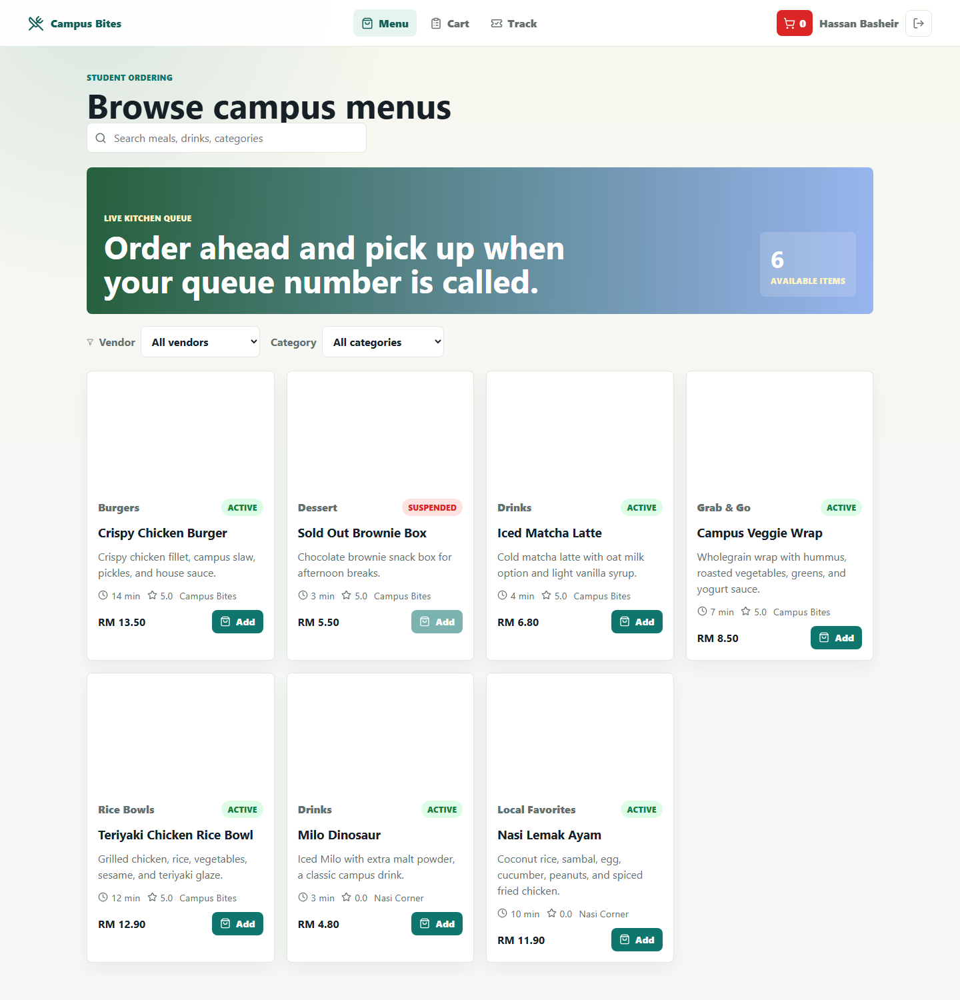 Campus Bites
Menu
Cart
Track
0
Hassan Basheir
STUDENT ORDERING
Browse campus menus
Search meals, drinks, categories
LIVE KITCHEN QUEUE
Order ahead and pick up when
your queue number is called.
6
AVAILABLE ITEMS
Vendor
All vendors
Category
All categories
Burgers
ACTIVE
Crispy Chicken Burger
Crispy chicken fillet, campus slaw,
pickles, and house sauce.
14 min 5.0 Campus Bites
RM 13.50
Add
Dessert
SUSPENDED
Sold Out Brownie Box
Chocolate brownie snack box for
afternoon breaks.
3 min 5.0 Campus Bites
RM 5.50
Add
Drinks
ACTIVE
Iced Matcha Latte
Cold matcha latte with oat milk
option and light vanilla syrup.
4 min 5.0 Campus Bites
RM 6.80
Add
Grab & Go
ACTIVE
Campus Veggie Wrap
Wholegrain wrap with hummus,
roasted vegetables, greens, and
yogurt sauce.
7 min 5.0 Campus Bites
RM 8.50
Add
Rice Bowls
ACTIVE
Teriyaki Chicken Rice Bowl
Grilled chicken, rice, vegetables,
sesame, and teriyaki glaze.
12 min 5.0 Campus Bites
RM 12.90
Add
Drinks
ACTIVE
Milo Dinosaur
Iced Milo with extra malt powder,
a classic campus drink.
3 min 0.0 Nasi Corner
RM 4.80
Add
Local Favorites
ACTIVE
Nasi Lemak Ayam
Coconut rice, sambal, egg,
cucumber, peanuts, and spiced
fried chicken.
10 min 0.0 Nasi Corner
RM 11.90
Add